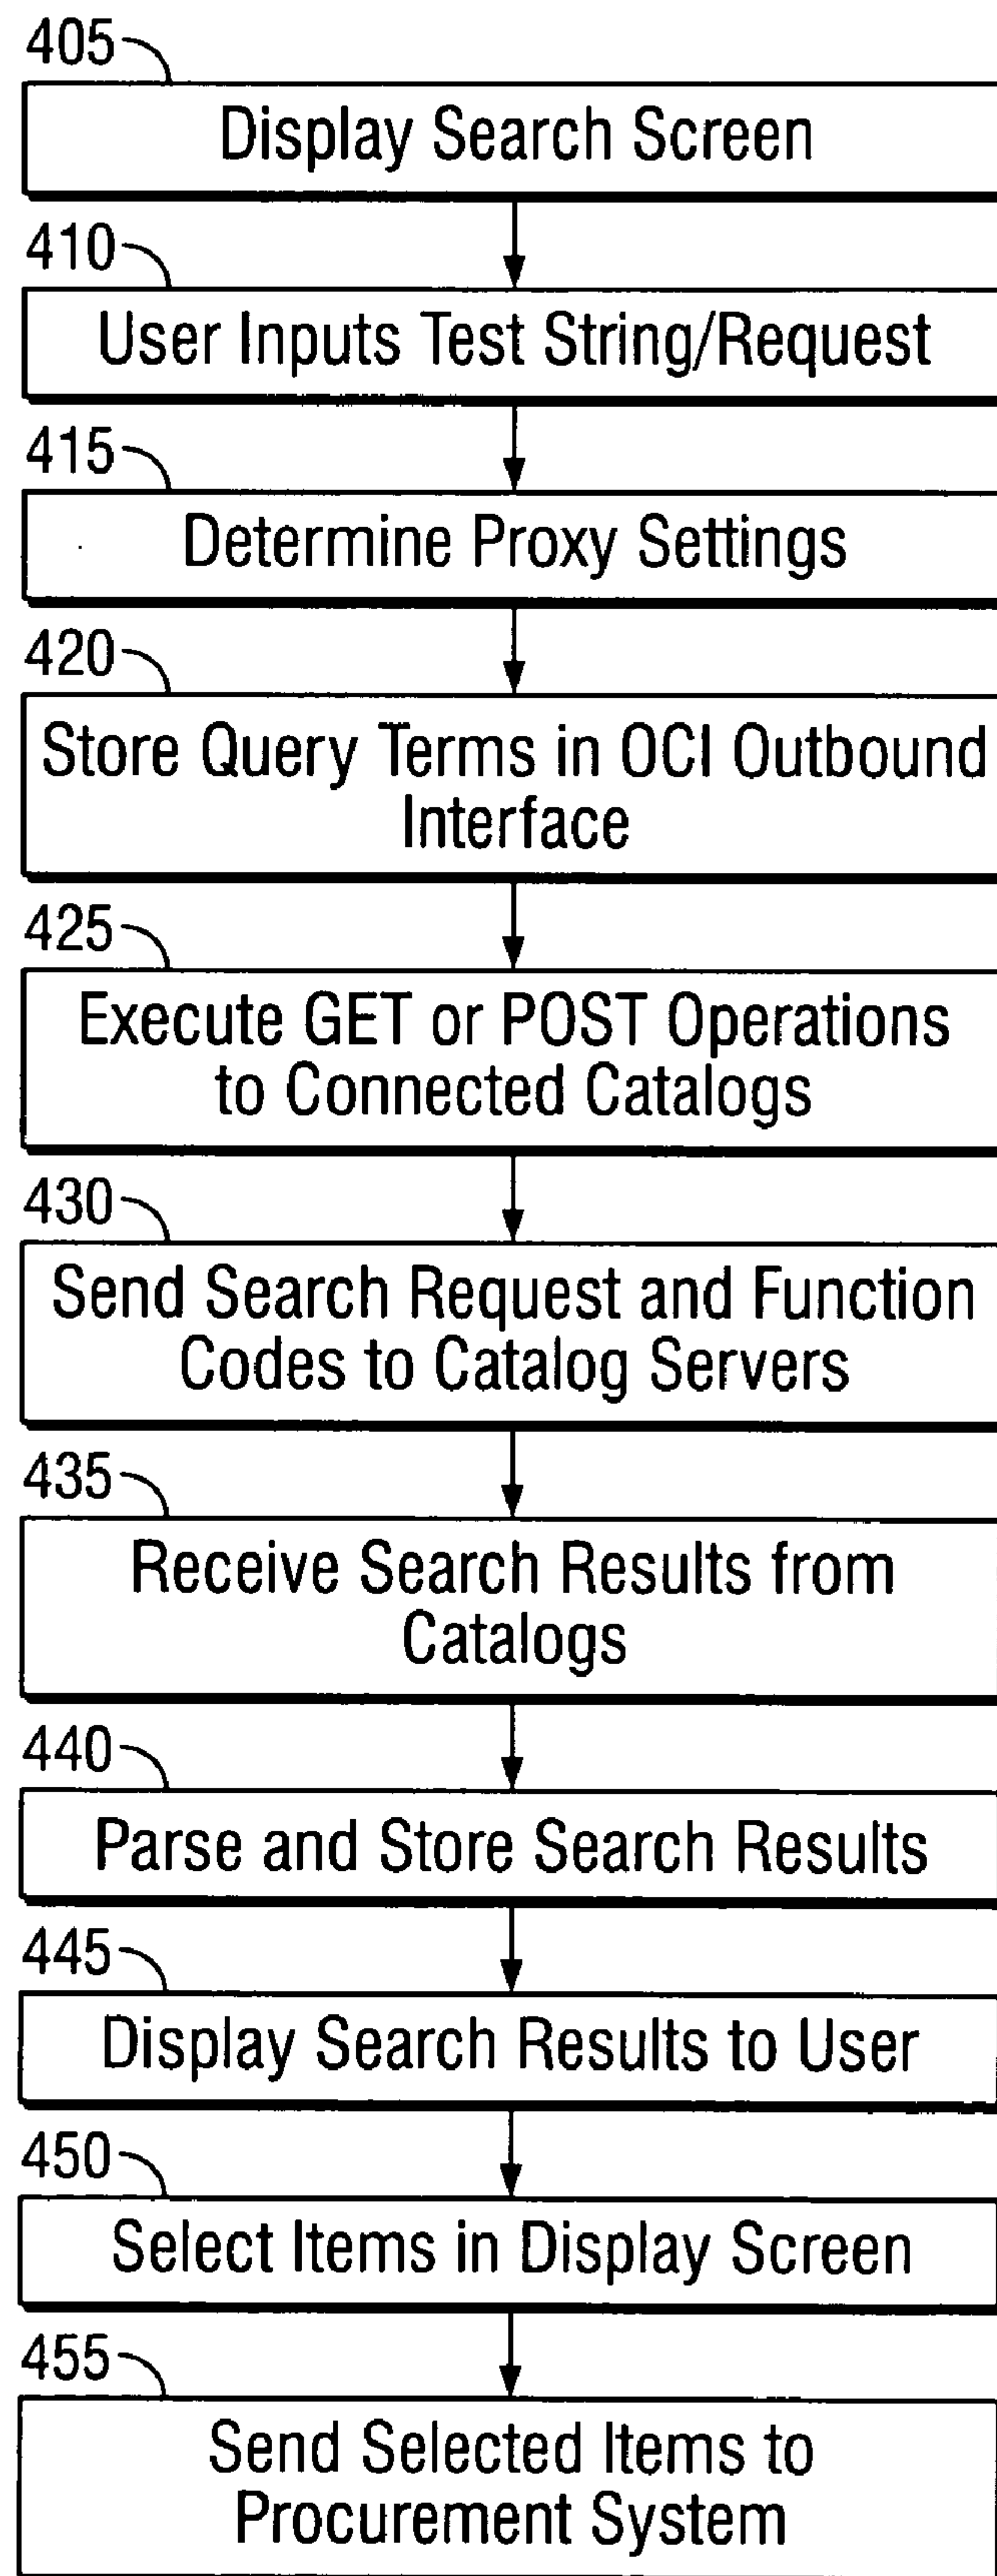 405
Display Search Screen
410
User Inputs Test String/Request
415
Determine Proxy Settings
420
Store Query Terms in OCI Outbound
Interface
425
Execute GET or POST Operations
to Connected Catalogs
430
Send Search Request and Function
Codes to Catalog Servers
435
Receive Search Results from
Catalogs
440
Parse and Store Search Results
445
Display Search Results to User
450
Select Items in Display Screen
455
Send Selected Items to
Procurement System